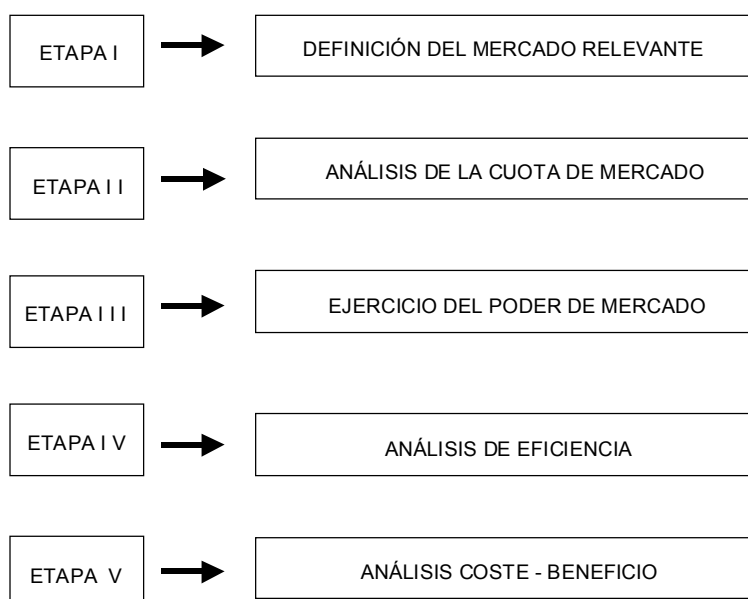 ETAPA I
DEFINICIÓN DEL MERCADO RELEVANTE
ETAPA I I
ANÁLISIS DE LA CUOTA DE MERCADO
ETAPA I I I
EJERCICIO DEL PODER DE MERCADO
ETAPA I V
ANÁLISIS DE EFICIENCIA
ETAPA V
ANÁLISIS COSTE - BENEFICIO